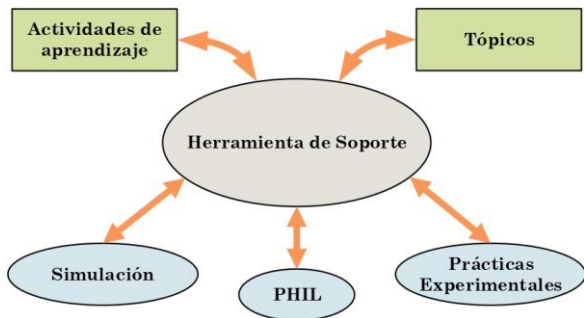 Actividades de
aprendizaje
Tópicos
Herramienta de Soporte
Simulación
PHIL
Prácticas
Experimentales